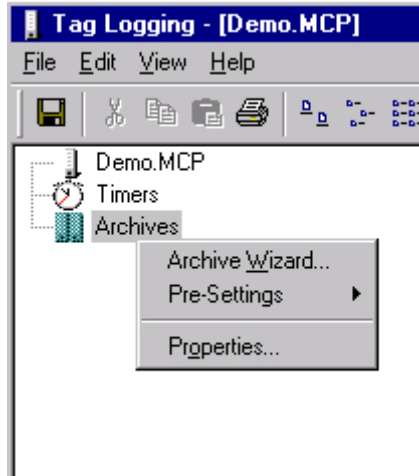 Tag Logging - [Demo.MCP]
File Edit View Help
Demo.MCP
Timers
Archives
Archive Wizard...
Pre-Settings
Properties...